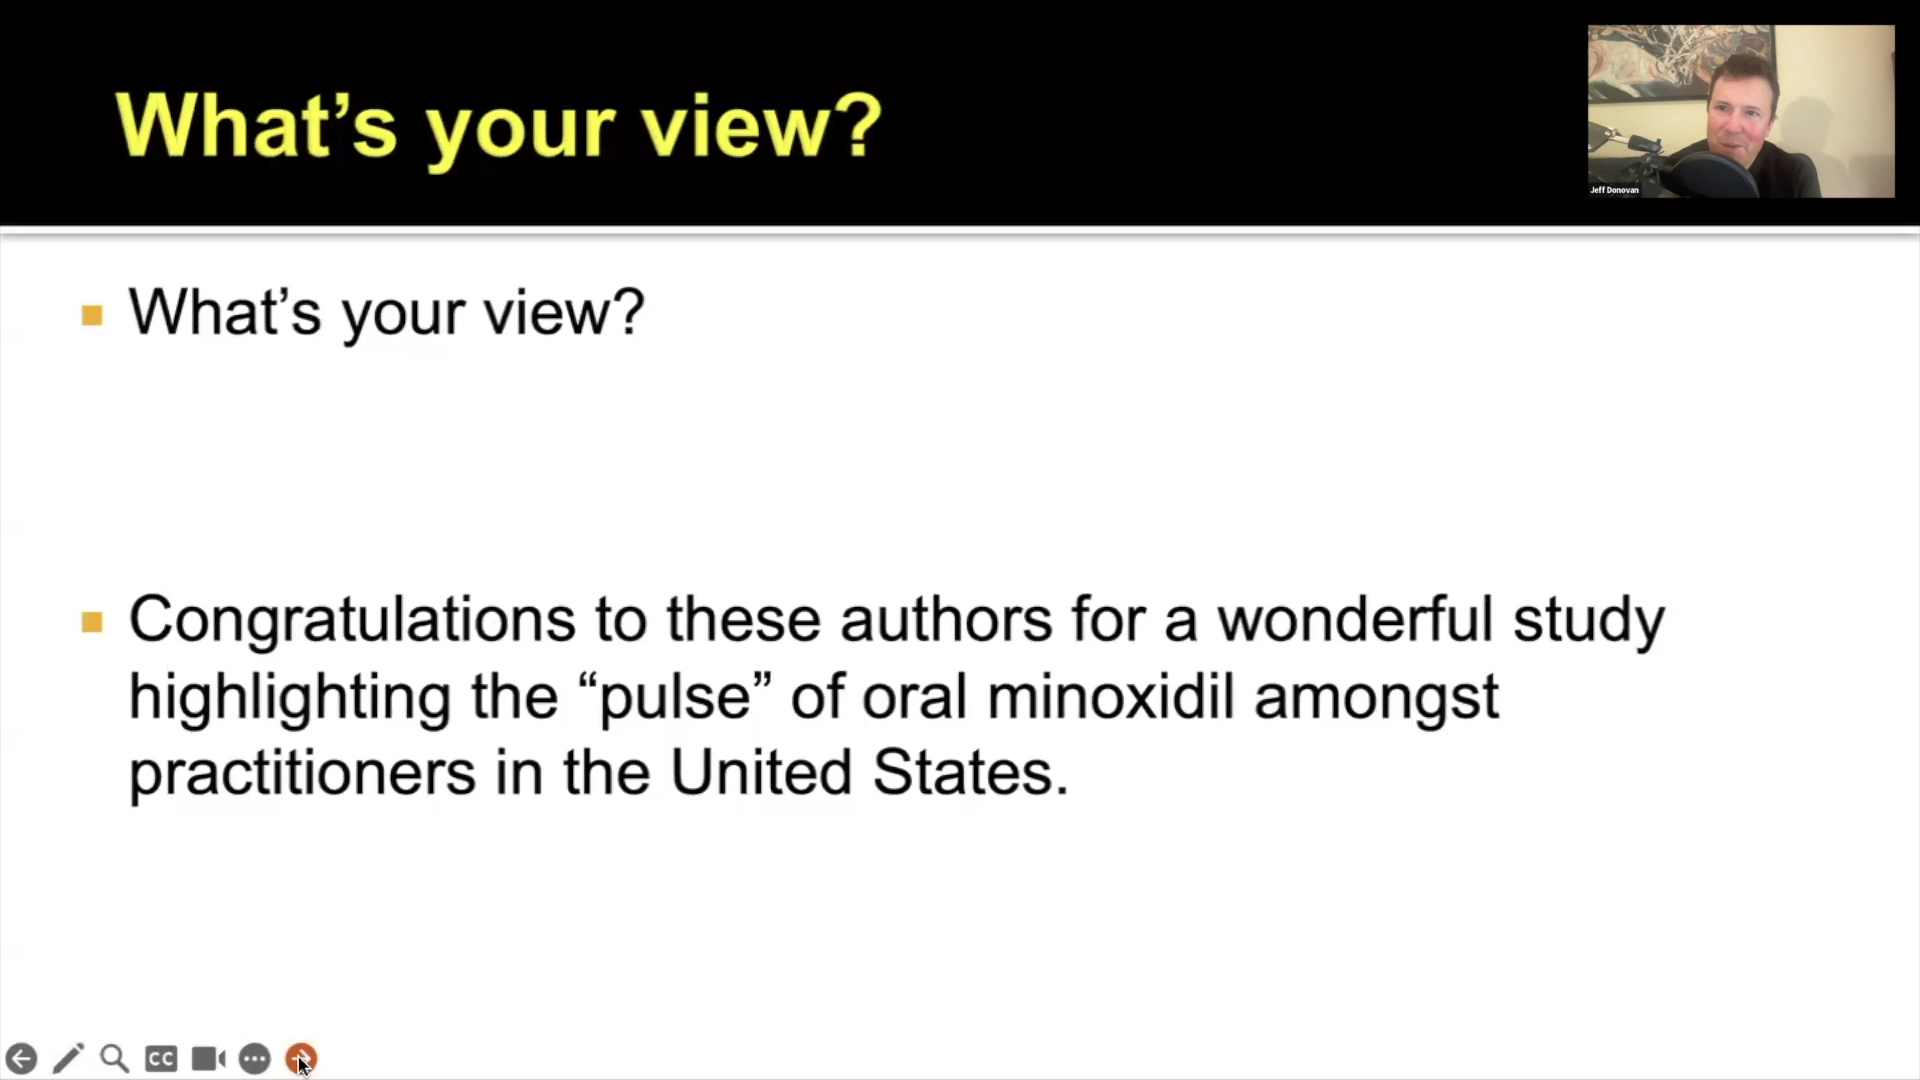 What’s your view?
Jeff Donovan
What’s your view?
Congratulations to these authors for a wonderful study
highlighting the “pulse” of oral minoxidil amongst
practitioners in the United States.
CC